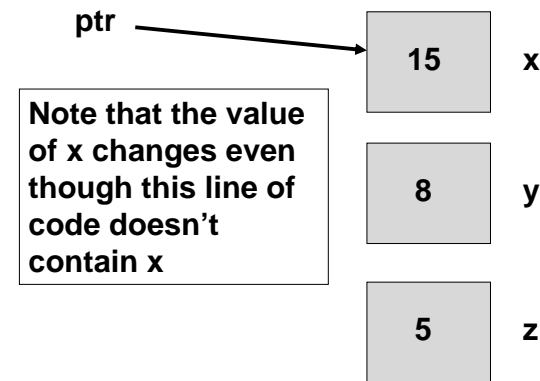 ptr
15 x
Note that the value
of x changes even
though this line of
code doesn’t
contain x
8 y
5 z